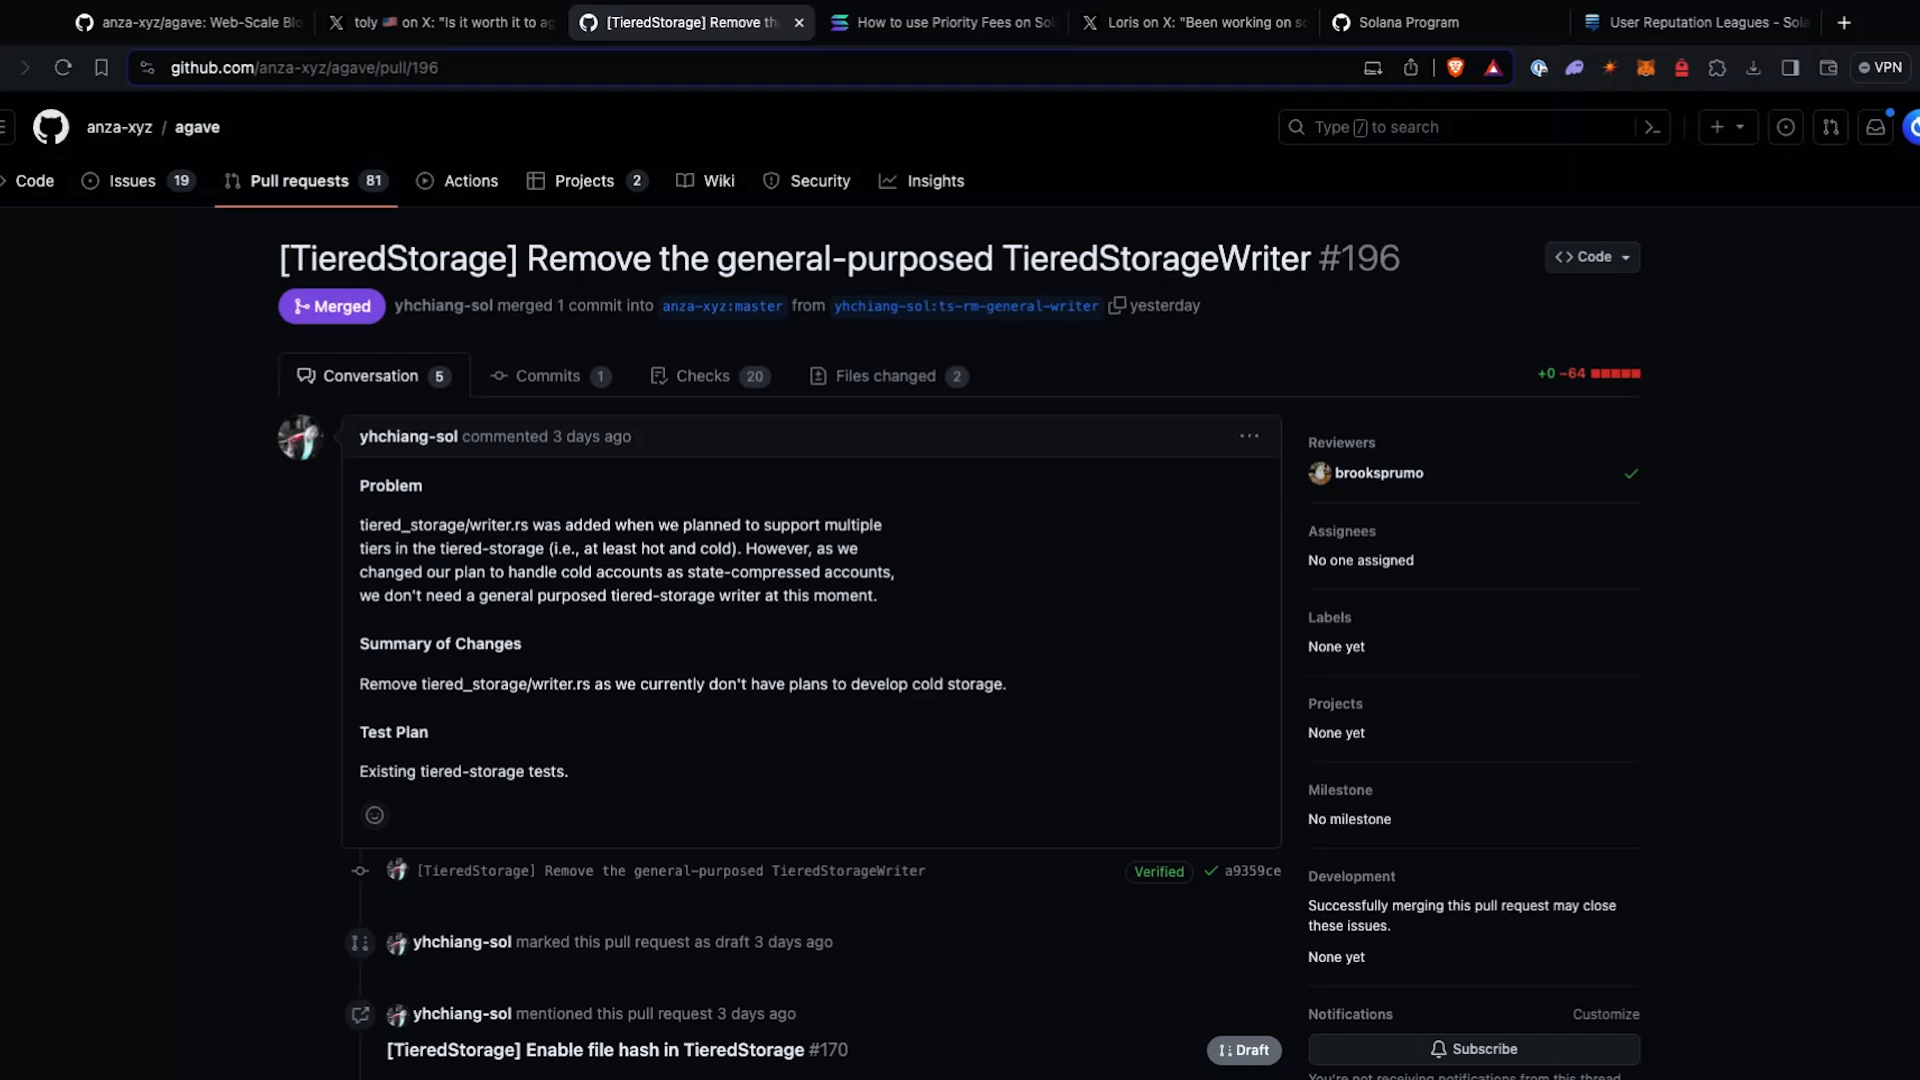 anza-xyz/agave: Web-Scale Blo
toly 🇺🇸 on X: "Is it worth it to ag
[TieredStorage] Remove th
How to use Priority Fees on Sol
Loris on X: "Been working on so
Solana Program
User Reputation Leagues - Sola
github.com/anza-xyz/agave/pull/196
VPN
anza-xyz / agave
Type / to search
Code
Issues 19
Pull requests 81
Actions
Projects 2
Wiki
Security
Insights
[TieredStorage] Remove the general-purposed TieredStorageWriter #196
Code
Merged
yhchiang-sol merged 1 commit into anza-xyz:master from yhchiang-sol:ts-rm-general-writer yesterday
Conversation 5
Commits 1
Checks 20
Files changed 2
+0 −64
yhchiang-sol commented 3 days ago
Problem
tiered_storage/writer.rs was added when we planned to support multiple
tiers in the tiered-storage (i.e., at least hot and cold). However, as we
changed our plan to handle cold accounts as state-compressed accounts,
we don't need a general purposed tiered-storage writer at this moment.
Summary of Changes
Remove tiered_storage/writer.rs as we currently don't have plans to develop cold storage.
Test Plan
Existing tiered-storage tests.
[TieredStorage] Remove the general-purposed TieredStorageWriter
Verified
a9359ce
yhchiang-sol marked this pull request as draft 3 days ago
yhchiang-sol mentioned this pull request 3 days ago
[TieredStorage] Enable file hash in TieredStorage #170
Draft
Reviewers
brooksprumo
Assignees
No one assigned
Labels
None yet
Projects
None yet
Milestone
No milestone
Development
Successfully merging this pull request may close
these issues.
None yet
Notifications
Customize
Subscribe
You're not receiving notifications from this thread.